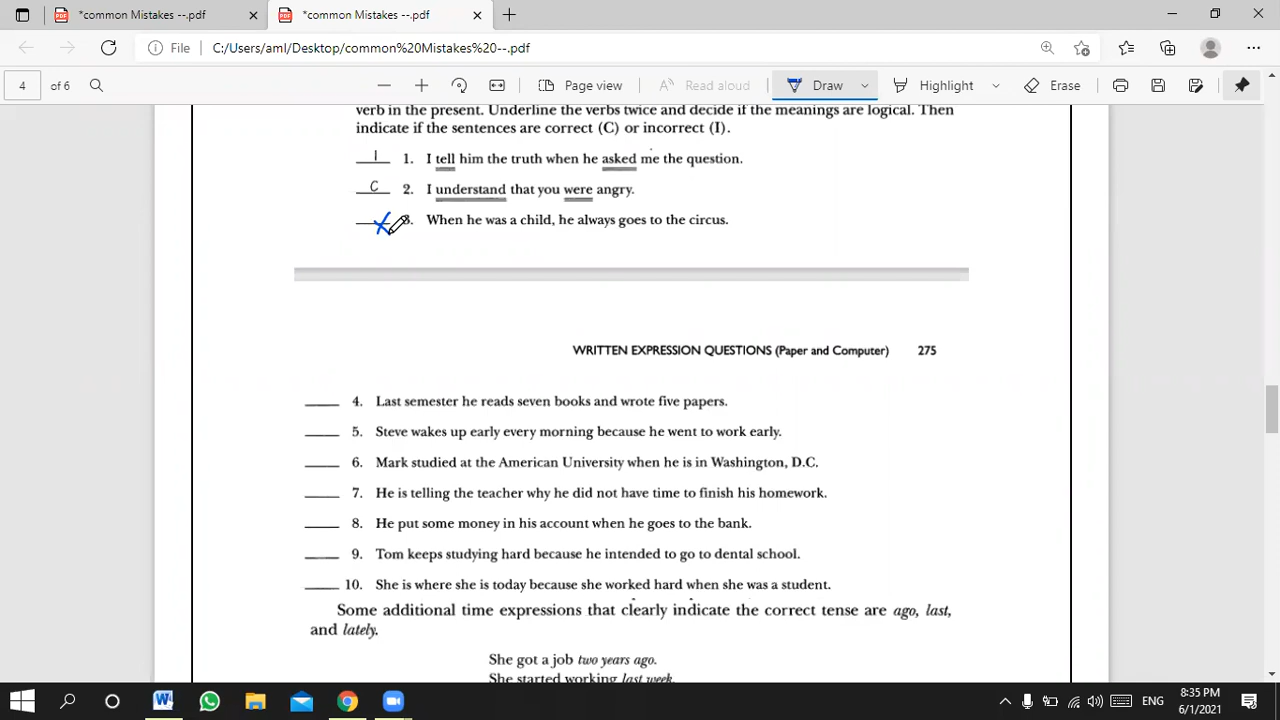 *common Mistakes --.pdf
*common Mistakes --.pdf
File
C:/Users/aml/Desktop/common%20Mistakes%20--.pdf
4 of 6
Page view
Read aloud
Draw
Highlight
Erase
verb in the present. Underline the verbs twice and decide if the meanings are logical. Then
indicate if the sentences are correct (C) or incorrect (I).
I 1. I tell him the truth when he asked me the question.
C 2. I understand that you were angry.
3. When he was a child, he always goes to the circus.
WRITTEN EXPRESSION QUESTIONS (Paper and Computer) 275
4. Last semester he reads seven books and wrote five papers.
5. Steve wakes up early every morning because he went to work early.
6. Mark studied at the American University when he is in Washington, D.C.
7. He is telling the teacher why he did not have time to finish his homework.
8. He put some money in his account when he goes to the bank.
9. Tom keeps studying hard because he intended to go to dental school.
10. She is where she is today because she worked hard when she was a student.
Some additional time expressions that clearly indicate the correct tense are ago, last,
and lately.
She got a job two years ago.
She started working last week.
ENG
8:35 PM
6/1/2021